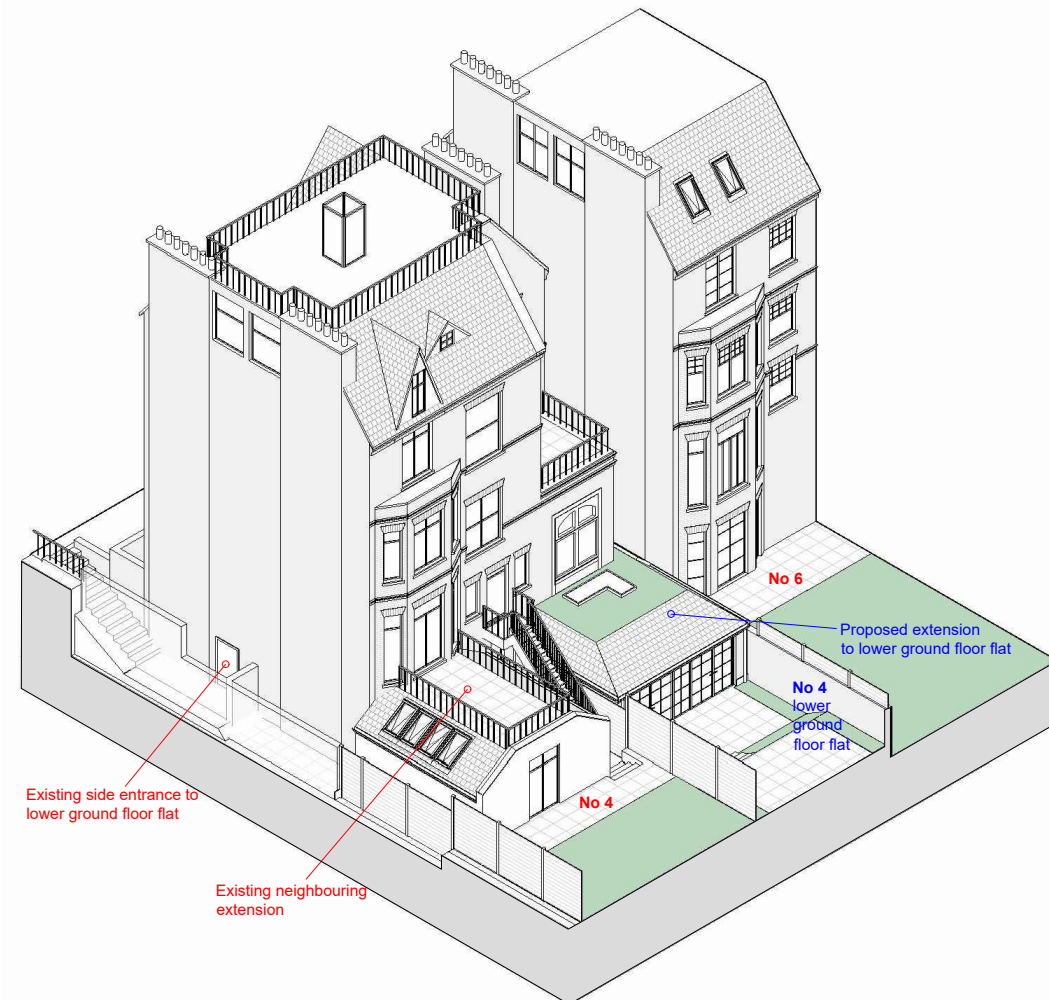 No 6
Proposed extension
to lower ground floor flat
No 4
lower
ground
floor flat
Existing side entrance to
lower ground floor flat
No 4
Existing neighbouring
extension